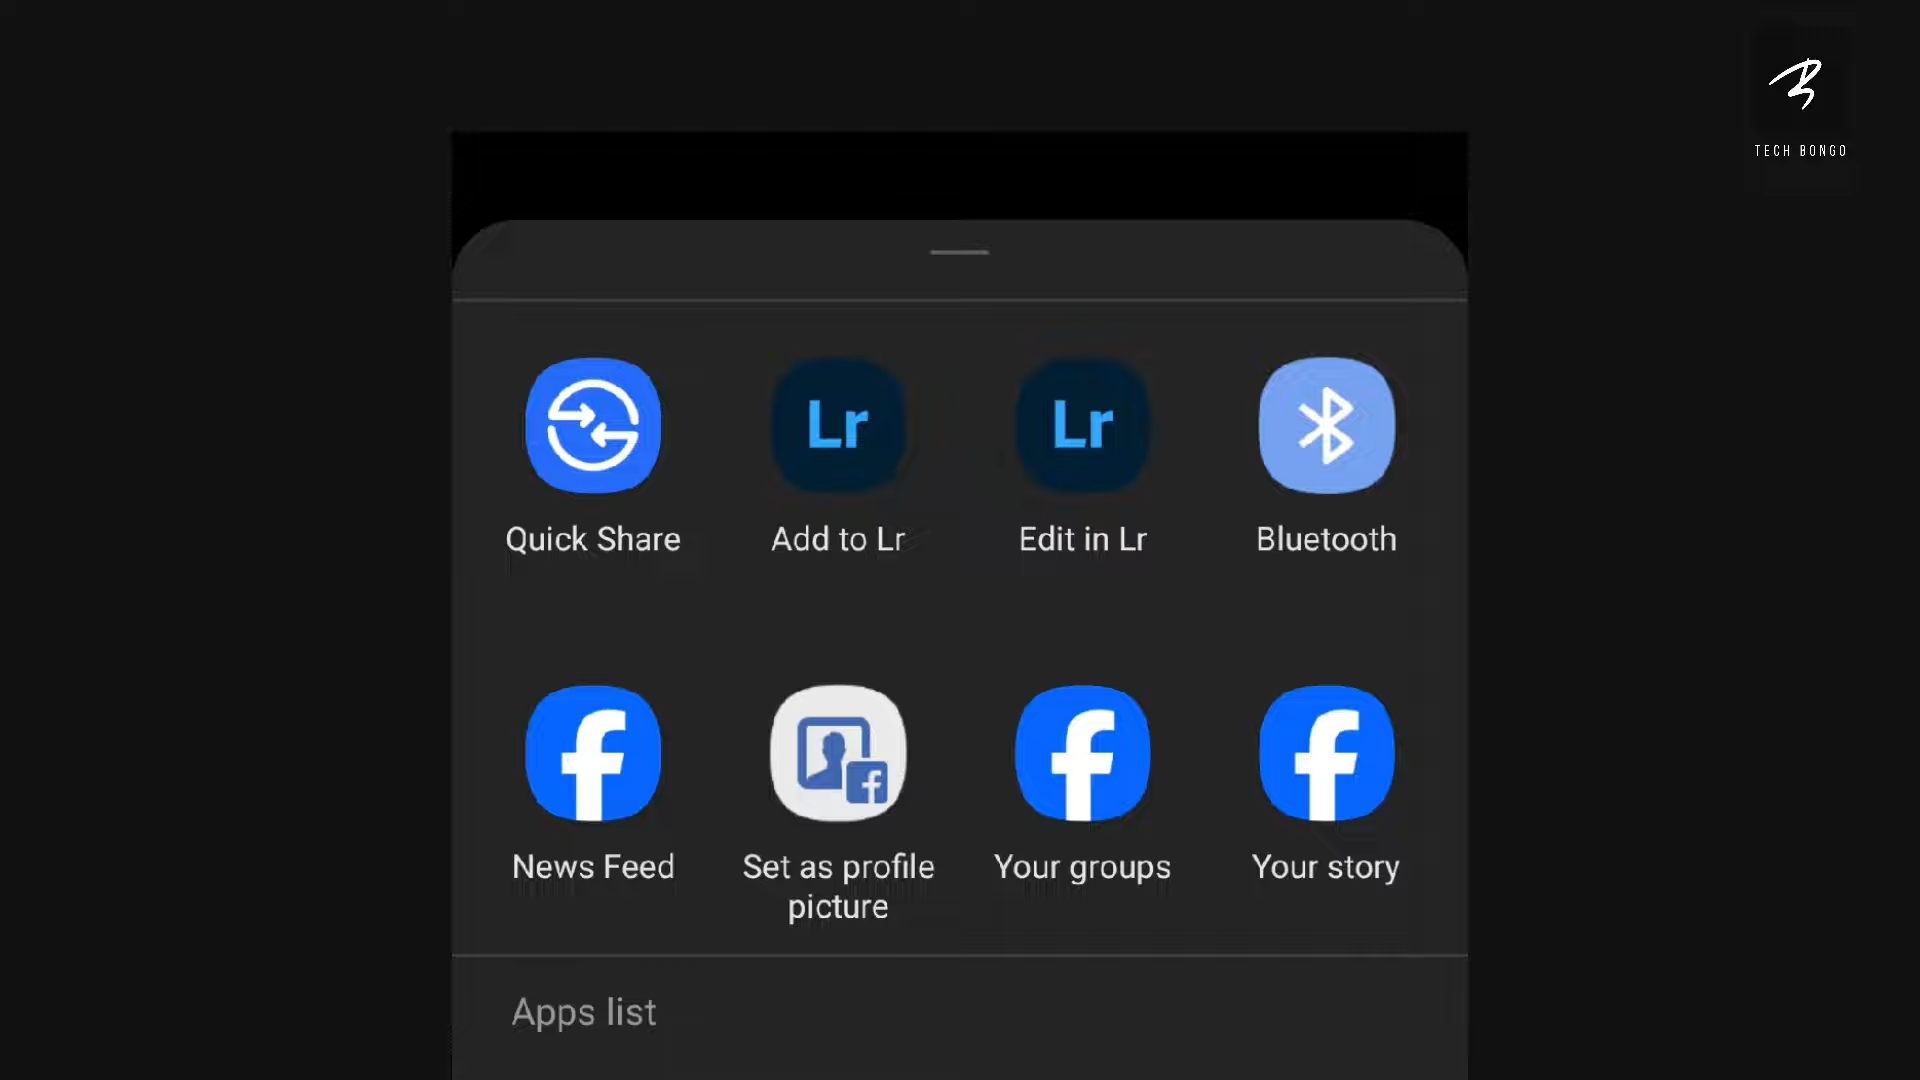 TECH BONGO
Lr
Lr
Quick Share
Add to Lr
Edit in Lr
Bluetooth
News Feed
Set as profile
picture
Your groups
Your story
Apps list